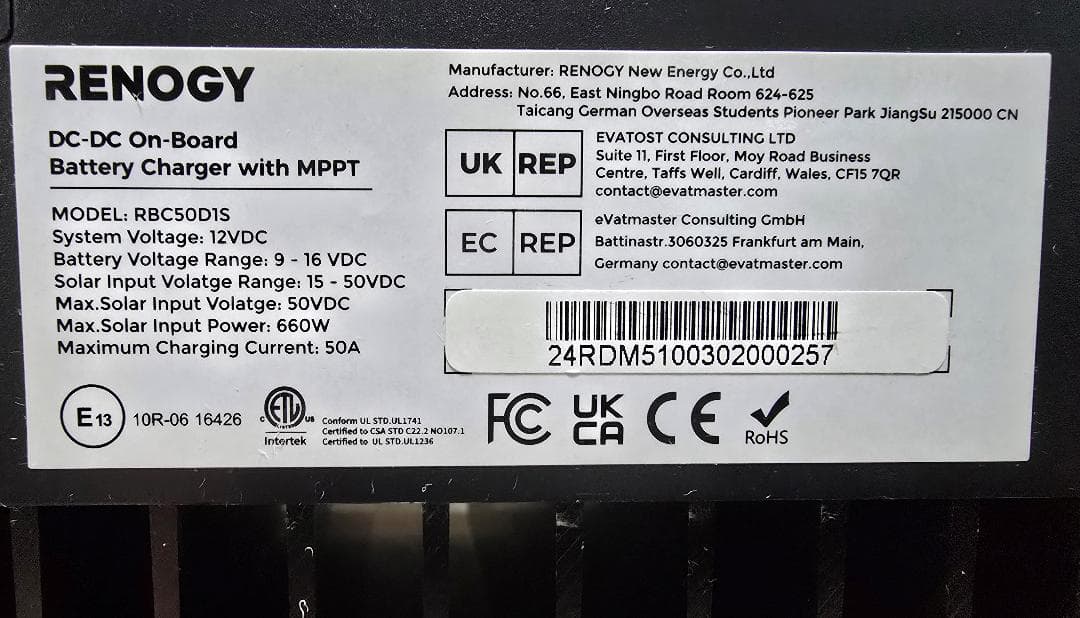 RENOGY
DC-DC On-Board
Battery Charger with MPPT
MODEL: RBC50D1S
System Voltage: 12VDC
Battery Voltage Range: 9 - 16 VDC
Solar Input Volatge Range: 15 - 50VDC
Max.Solar Input Volatge: 50VDC
Max.Solar Input Power: 660W
Maximum Charging Current: 50A
Manufacturer: RENOGY New Energy Co.,Ltd
Address: No.66, East Ningbo Road Room 624-625
Taicang German Overseas Students Pioneer Park JiangSu 215000 CN
UK REP
EVATOST CONSULTING LTD
Suite 11, First Floor, Moy Road Business
Centre, Taffs Well, Cardiff, Wales, CF15 7QR
contact@evatmaster.com
EC REP
eVatmaster Consulting GmbH
Battinastr.3060325 Frankfurt am Main,
Germany contact@evatmaster.com
24RDM5100302000257
E13 10R-06 16426
c ETL us
LISTED
Intertek
Conform UL STD.UL1741
Certified to CSA STD C22.2 NO107.1
Certified to UL STD.UL1236
FC
UK
CA
CE
RoHS